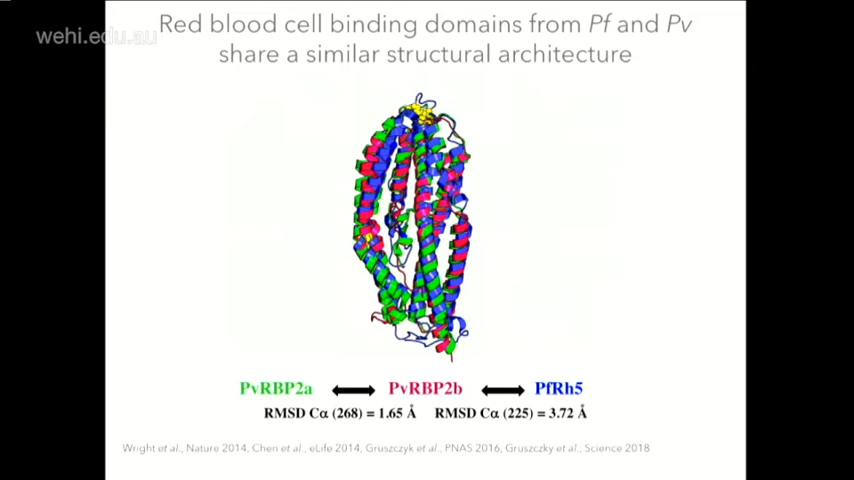 Red blood cell binding domains from Pf and Pv
wehi.edu.au
share a similar structural architecture
PvRBP2a PvRBP2b PfRh5
RMSD Cα (268) = 1.65 Å RMSD Cα (225) = 3.72 Å
Wright et al., Nature 2014, Chen et al., eLife 2014, Gruszczyk et al., PNAS 2016, Gruszczky et al., Science 2018